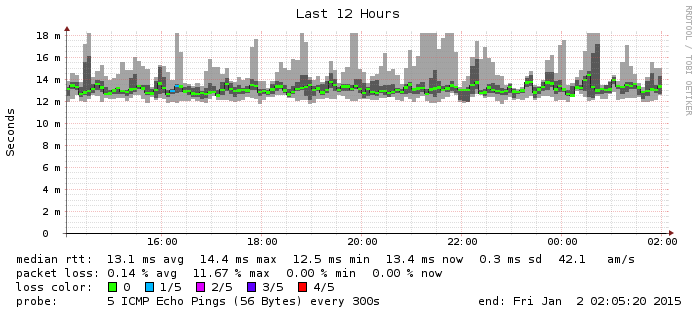 Last 12 Hours
RRDTOOL / TOBI OETIKER
Seconds
18 m
16 m
14 m
12 m
10 m
8 m
6 m
4 m
2 m
0
16:00 18:00 20:00 22:00 00:00 02:00
median rtt: 13.1 ms avg 14.4 ms max 12.5 ms min 13.4 ms now 0.3 ms sd 42.1 am/s
packet loss: 0.14 % avg 11.67 % max 0.00 % min 0.00 % now
loss color: 0 1/5 2/5 3/5 4/5
probe: 5 ICMP Echo Pings (56 Bytes) every 300s end: Fri Jan 2 02:05:20 2015